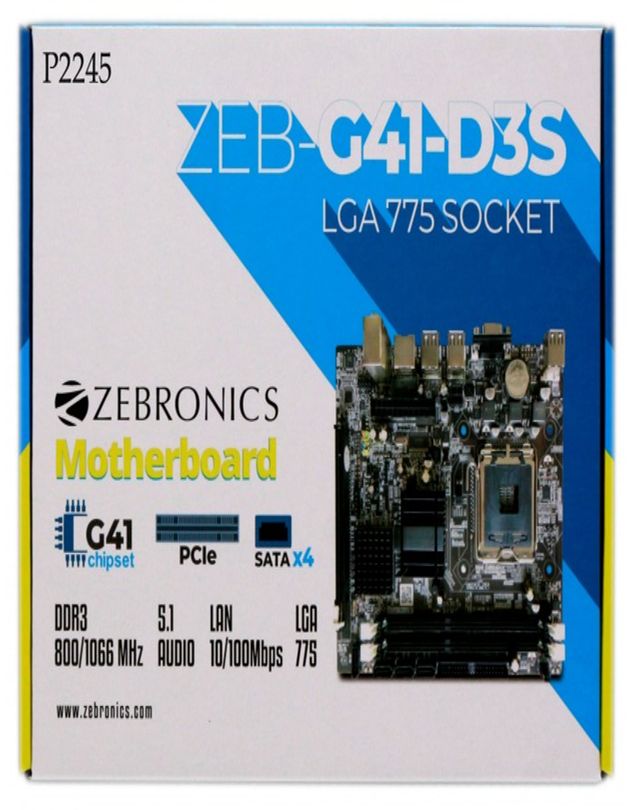 P2245
ZEB-G41-D3S
LGA 775 SOCKET
ZEBRONICS
Motherboard
G41
chipset
PCIe
SATA x4
DDR3
800/1066 MHz
5.1
AUDIO
LAN
10/100Mbps
LGA
775
www.zebronics.com